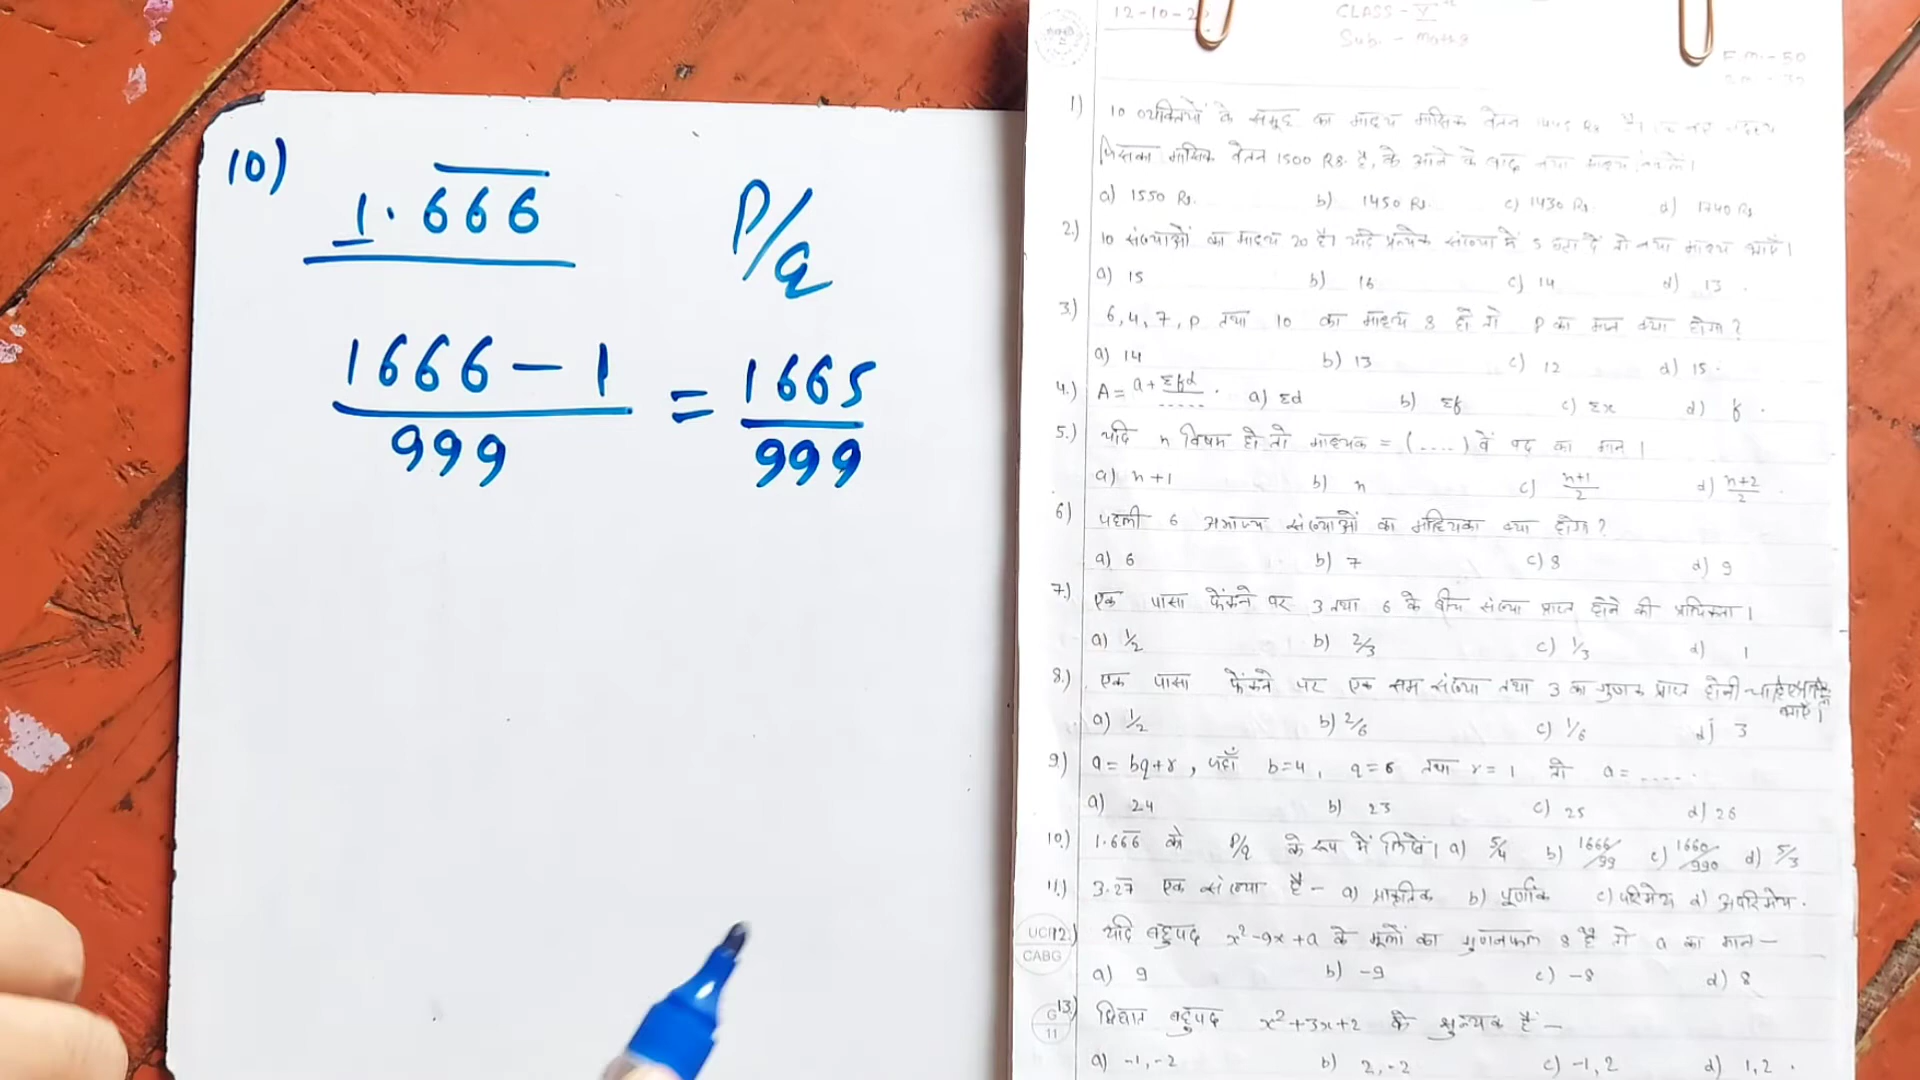 10)
1.666
P/q
1666 - 1
999
= 1665
999
12-10-2
CLASS - V
Sub. - maths
F.M. - 50
1) 10 व्यक्तियों के समूह का माध्य मासिक वेतन
जिसका मासिक वेतन 1500 Rs. है, के आने के बाद नया माध्य
a) 1550 Rs. b) 1450 Rs. c) 1430 Rs. d) 1740 Rs
2.) 10 संख्याओं का माध्य 20 है। यदि प्रत्येक संख्या में 5 घटा दें तो नया माध्य
a) 15 b) 16 c) 14 d) 13.
3.) 6, 4, 7, P तथा 10 का माध्य 8 हो तो P का मान क्या होगा?
a) 14 b) 13 c) 12 d) 15.
4.) A = a + Σfd/..... . a) Σd b) Σf c) Σx d) f.
5.) यदि n विषम हो तो माध्यक = (....) वें पद का मान।
a) n+1 b) n c) n+1/2 d) n+2/2.
6) पहली 6 अभाज्य संख्याओं का माध्यिका क्या होगा?
a) 6 b) 7 c) 8 d) 9
7.) एक पासा फेंकने पर 3 तथा 6 के बीच संख्या प्राप्त होने की प्रायिकता।
a) 1/2 b) 2/3 c) 1/3 d) 1
8.) एक पासा फेंकने पर एक सम संख्या तथा 3 का गुणक प्राप्त होनी चाहिए
a) 1/2 b) 2/6 c) 1/6 d) 3
9.) a = bq+r, जहाँ b=4, q=6 तथा r=1 तो a= .....
a) 24 b) 23 c) 25 d) 26
10.) 1.666 को P/q के रूप में लिखें। a) 5/4 b) 1666/99 c) 1660/990 d) 5/3
11.) 3.27 एक संख्या है - a) प्राकृतिक b) पूर्णांक c) परिमेय d) अपरिमेय.
UC
CABG
12.) यदि बहुपद x²-9x+a के मूलों का गुणनफल 8 है तो a का मान -
a) 9 b) -9 c) -8 d) 8
G
11
13) द्विघात बहुपद x²+3x+2 के शून्यक हैं -
a) -1, -2 b) 2, -2 c) -1, 2 d) 1, 2.